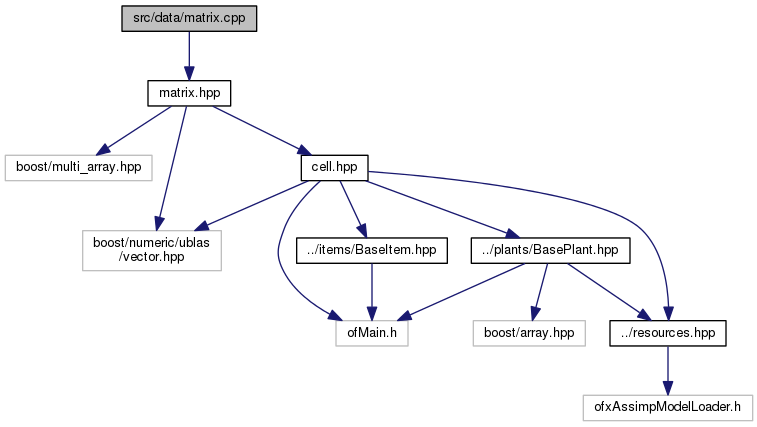 src/data/matrix.cpp
matrix.hpp
boost/multi_array.hpp
cell.hpp
boost/numeric/ublas
/vector.hpp
../items/BaseItem.hpp
../plants/BasePlant.hpp
ofMain.h
boost/array.hpp
../resources.hpp
ofxAssimpModelLoader.h